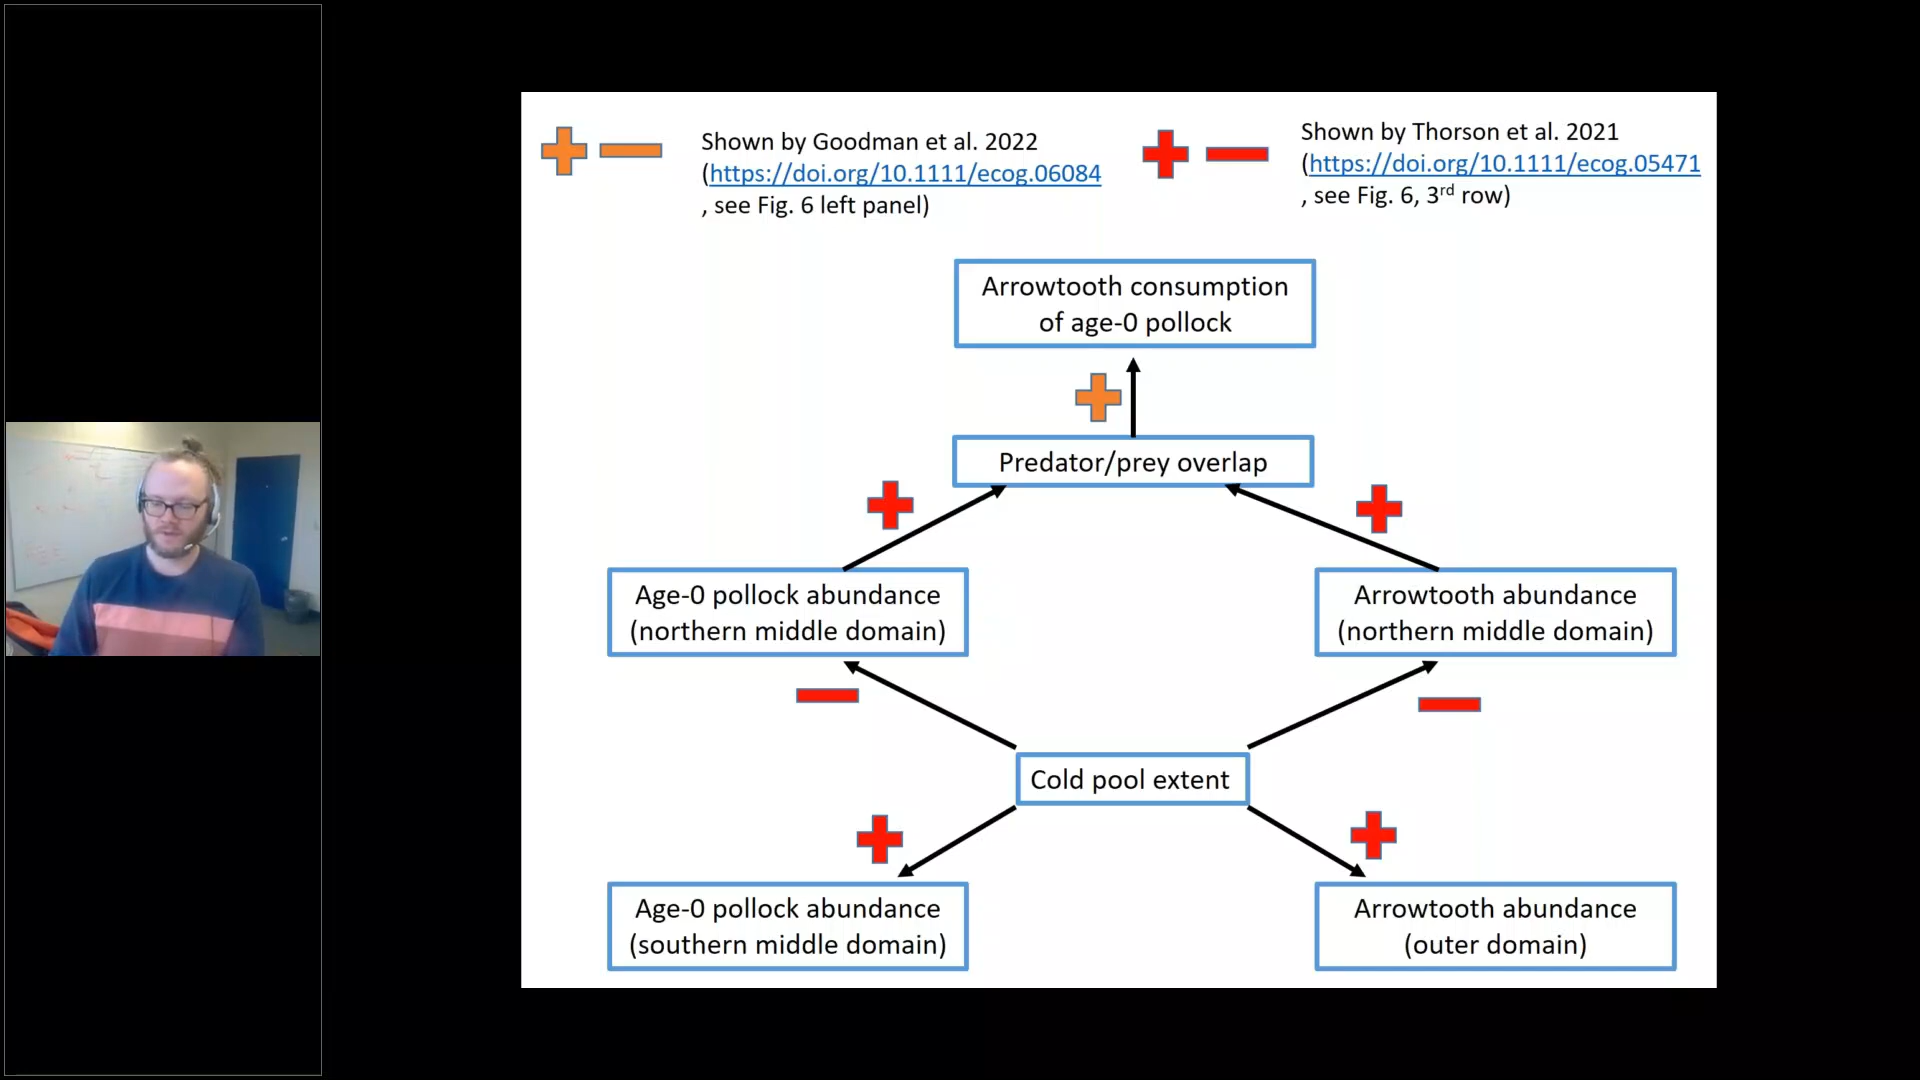 Shown by Goodman et al. 2022
(https://doi.org/10.1111/ecog.06084
, see Fig. 6 left panel)
Shown by Thorson et al. 2021
(https://doi.org/10.1111/ecog.05471
, see Fig. 6, 3rd row)
Arrowtooth consumption
of age-0 pollock
Predator/prey overlap
Age-0 pollock abundance
(northern middle domain)
Arrowtooth abundance
(northern middle domain)
Cold pool extent
Age-0 pollock abundance
(southern middle domain)
Arrowtooth abundance
(outer domain)